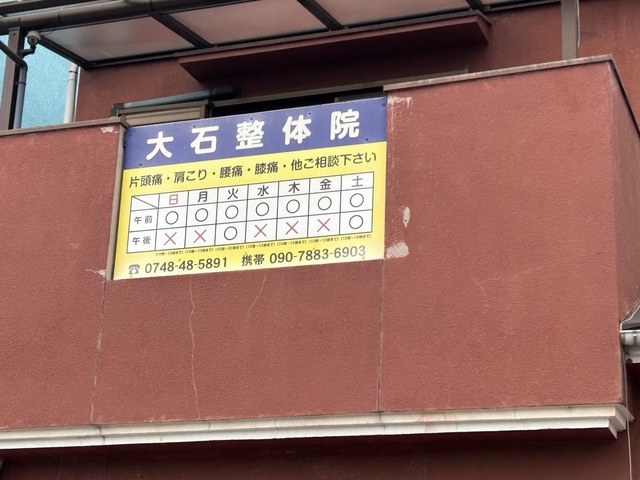 大石整体院
片頭痛・肩こり・腰痛・膝痛・他ご相談下さい
日 月 火 水 木 金 土
午前 ○ ○ ○ ○ ○ ○ ○
午後 × × ○ × × × ○
☎ 0748-48-5891 携帯 090-7883-6903